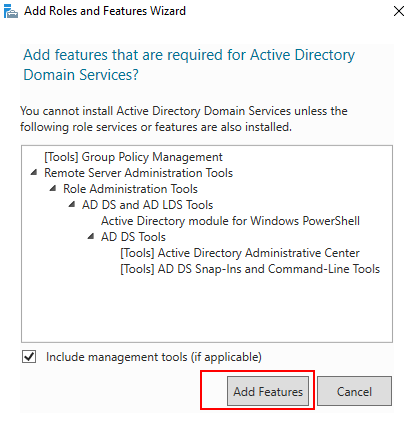 Add Roles and Features Wizard
Add features that are required for Active Directory
Domain Services?
You cannot install Active Directory Domain Services unless the
following role services or features are also installed.
[Tools] Group Policy Management
Remote Server Administration Tools
Role Administration Tools
AD DS and AD LDS Tools
Active Directory module for Windows PowerShell
AD DS Tools
[Tools] Active Directory Administrative Center
[Tools] AD DS Snap-Ins and Command-Line Tools
Include management tools (if applicable)
Add Features
Cancel